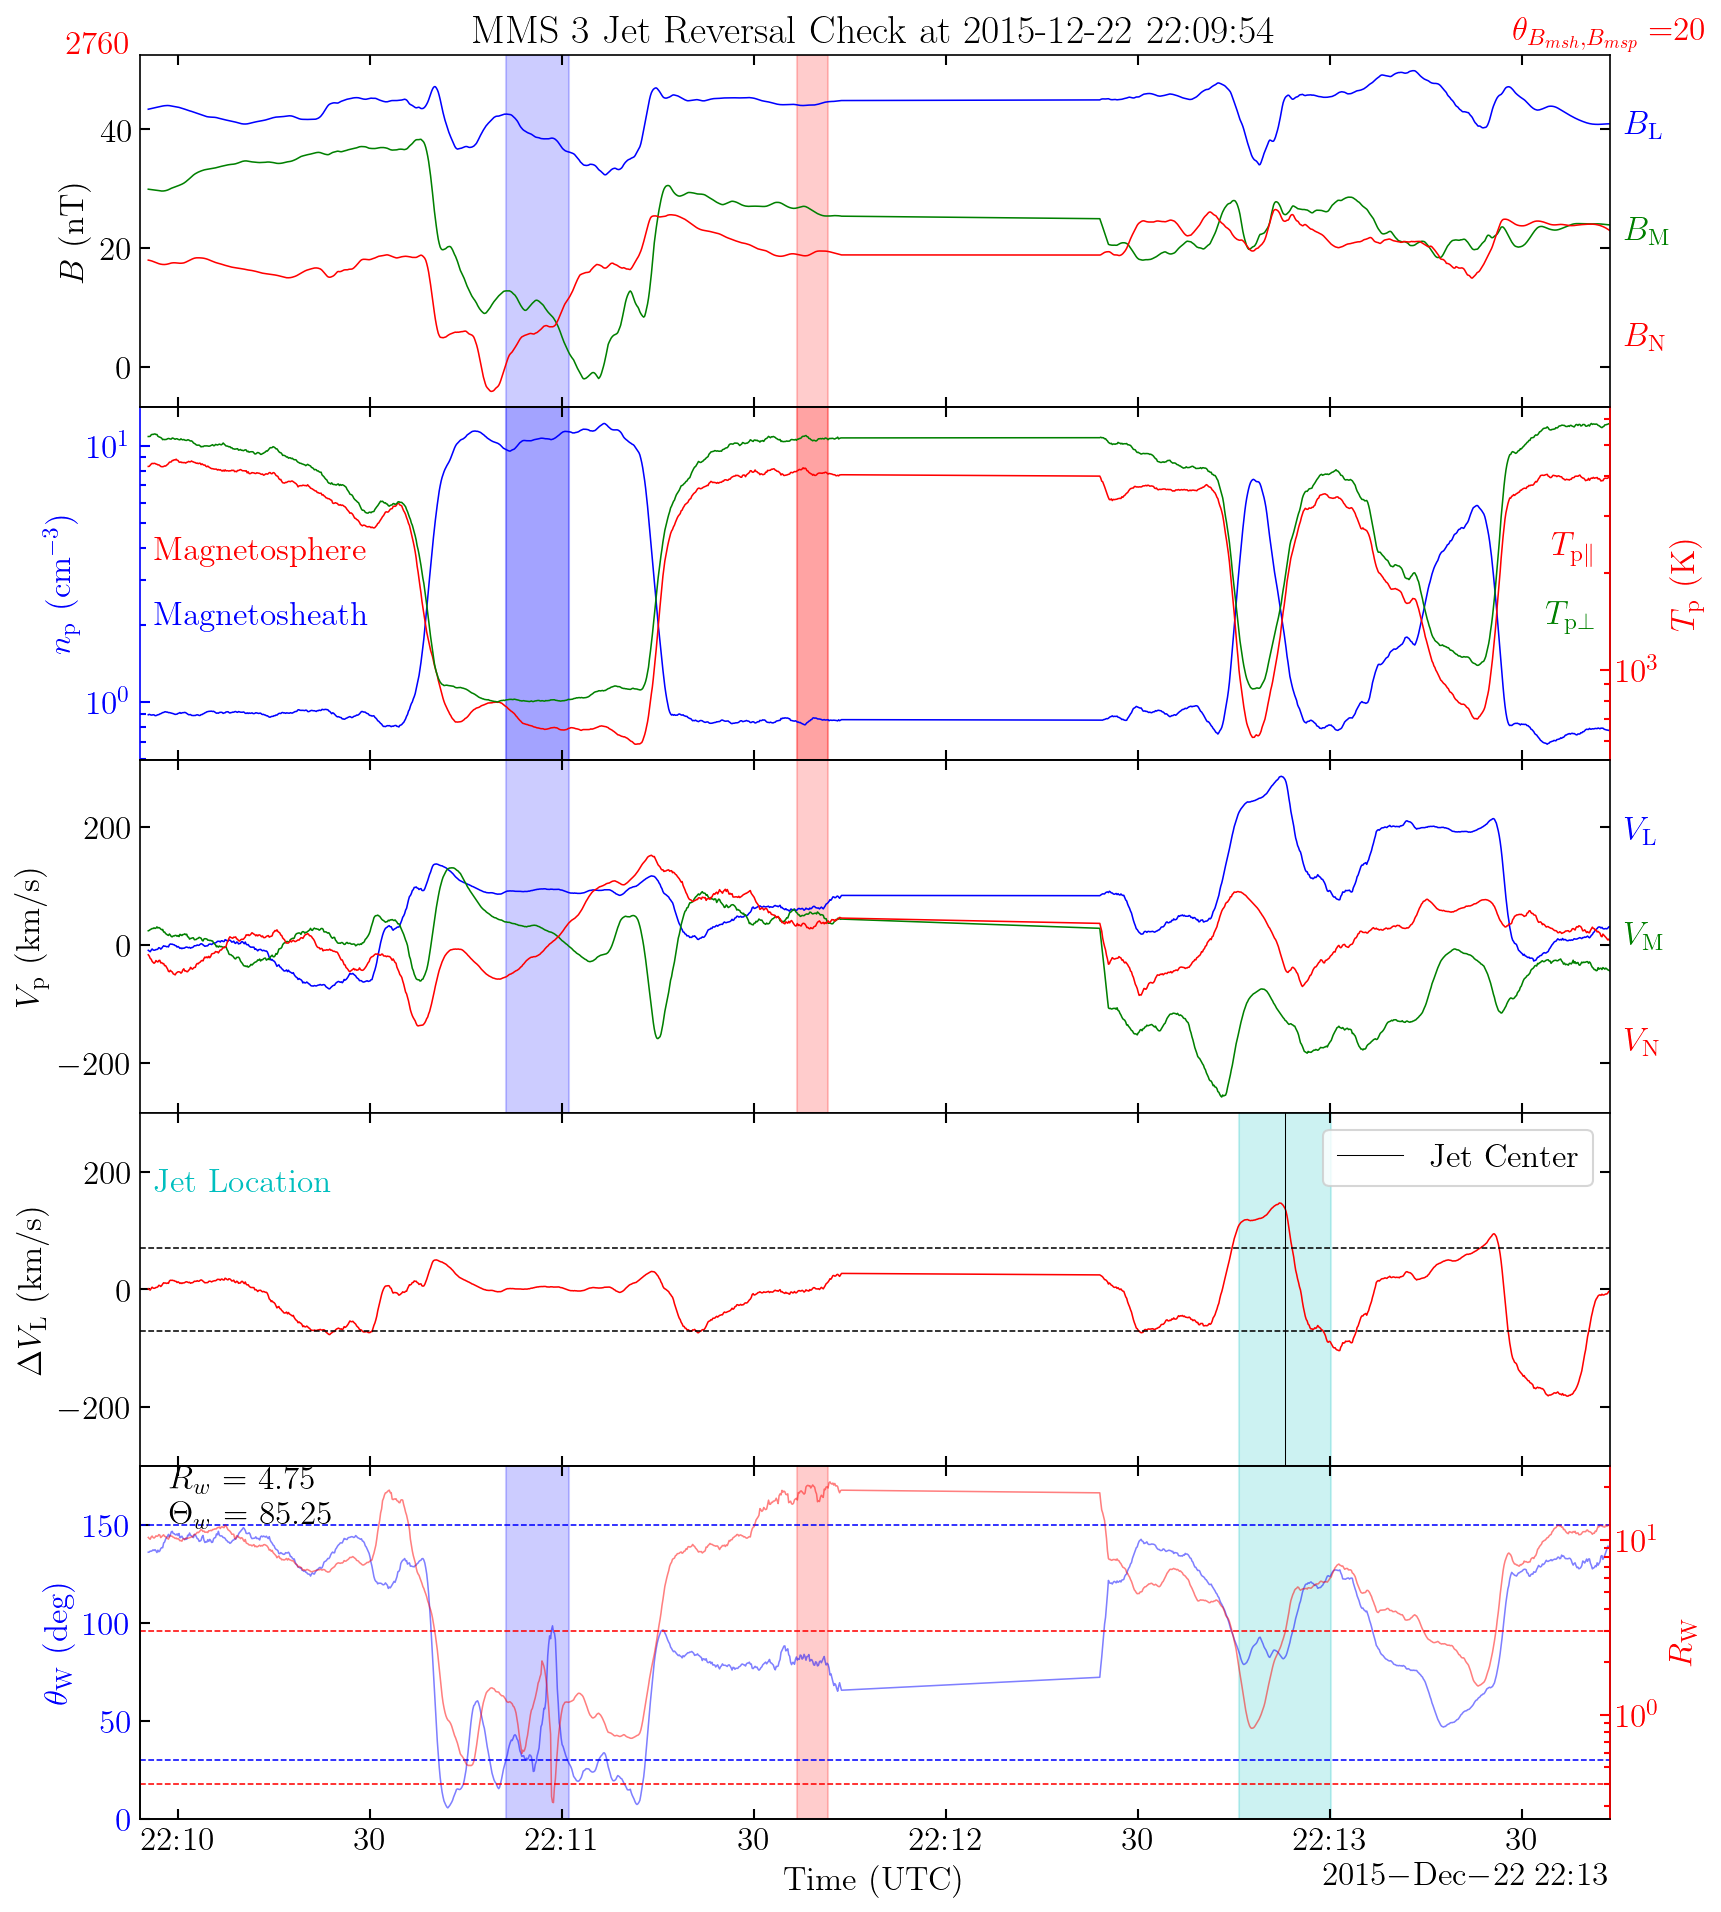 MMS 3 Jet Reversal Check at 2015-12-22 22:09:54
2760
θ_{B_{msh},B_{msp}} =20
40
20
0
B (nT)
B_L
B_M
B_N
10^1
10^0
n_p (cm^{−3})
Magnetosphere
Magnetosheath
T_{p∥}
T_{p⊥}
10^3
T_p (K)
200
0
−200
V_p (km/s)
V_L
V_M
V_N
Jet Location
Jet Center
200
0
−200
ΔV_L (km/s)
R_w = 4.75
Θ_w = 85.25
150
100
50
0
θ_W (deg)
10^1
10^0
R_W
22:10 30 22:11 30 22:12 30 22:13 30
Time (UTC)
2015−Dec−22 22:13